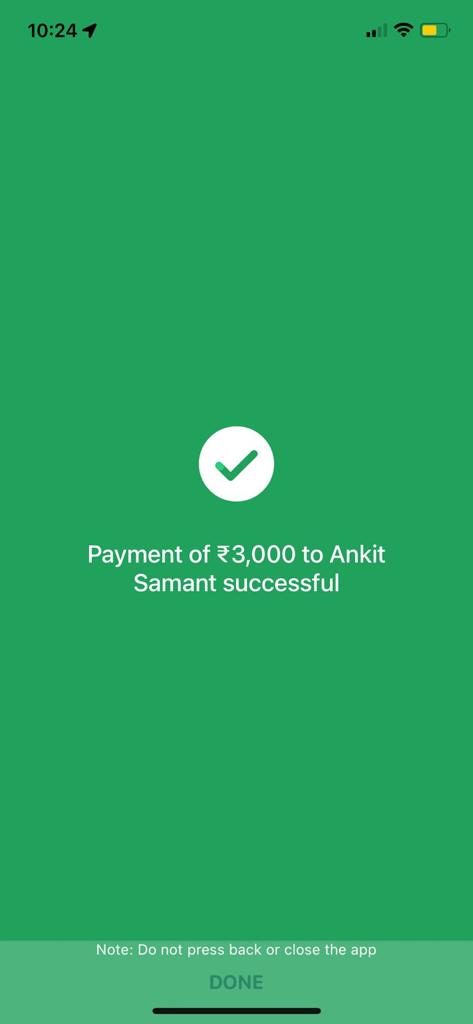 10:24
Payment of ₹3,000 to Ankit
Samant successful
Note: Do not press back or close the app
DONE